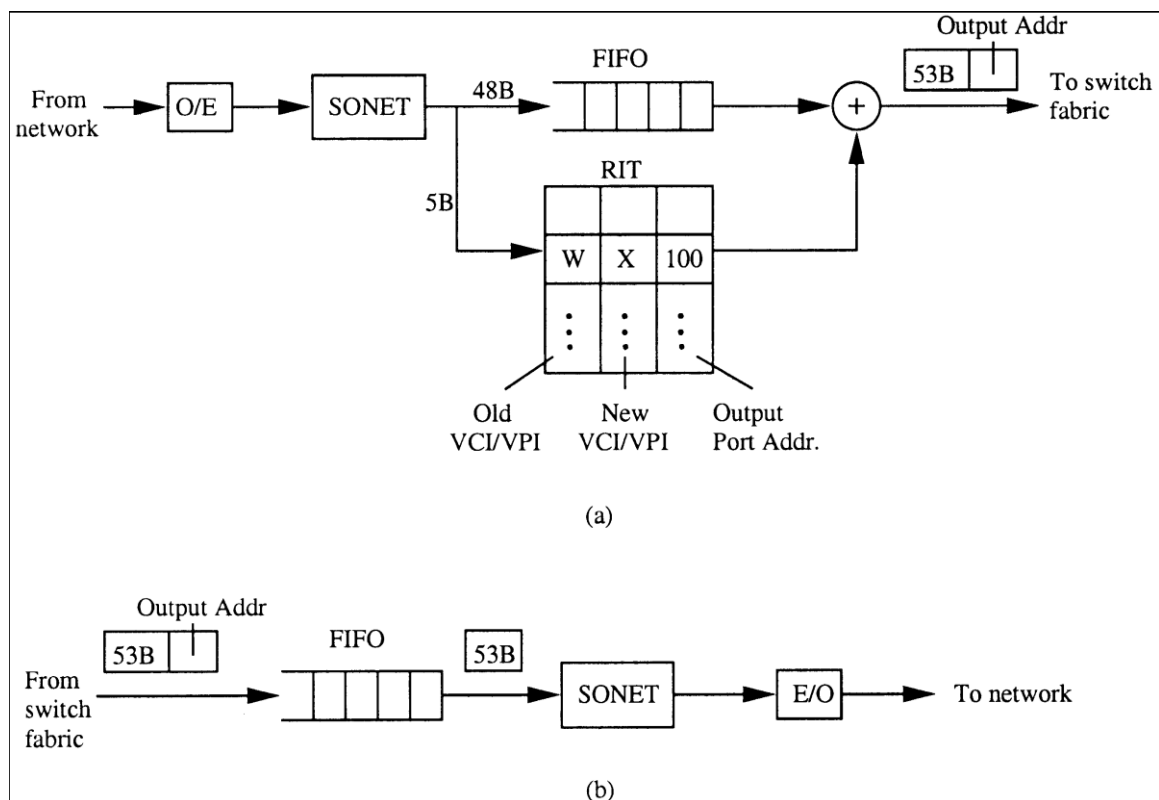 Output Addr
FIFO
53B
48B
From
network
O/E
SONET
+
To switch
fabric
RIT
5B
W X 100
Old
VCI/VPI
New
VCI/VPI
Output
Port Addr.
(a)
Output Addr
FIFO
53B
53B
From
switch
fabric
SONET
E/O
To network
(b)